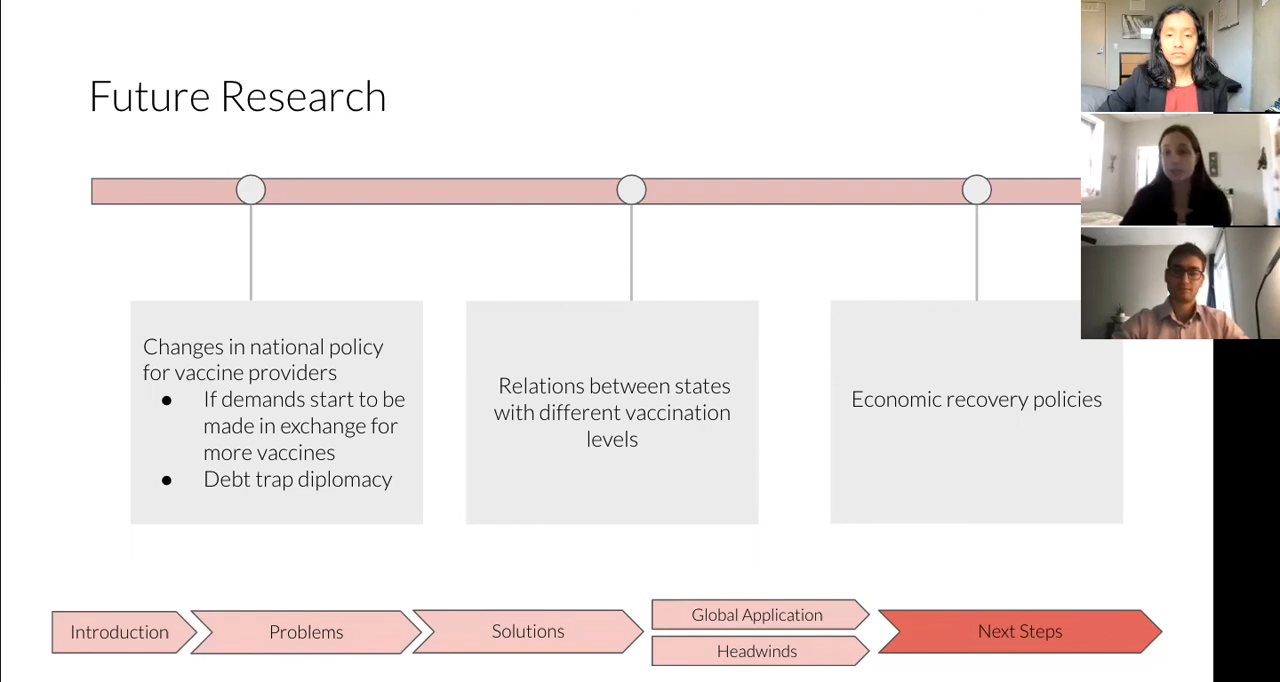 Future Research
Changes in national policy
for vaccine providers
● If demands start to be
made in exchange for
more vaccines
● Debt trap diplomacy
Relations between states
with different vaccination
levels
Economic recovery policies
Introduction
Problems
Solutions
Global Application
Headwinds
Next Steps